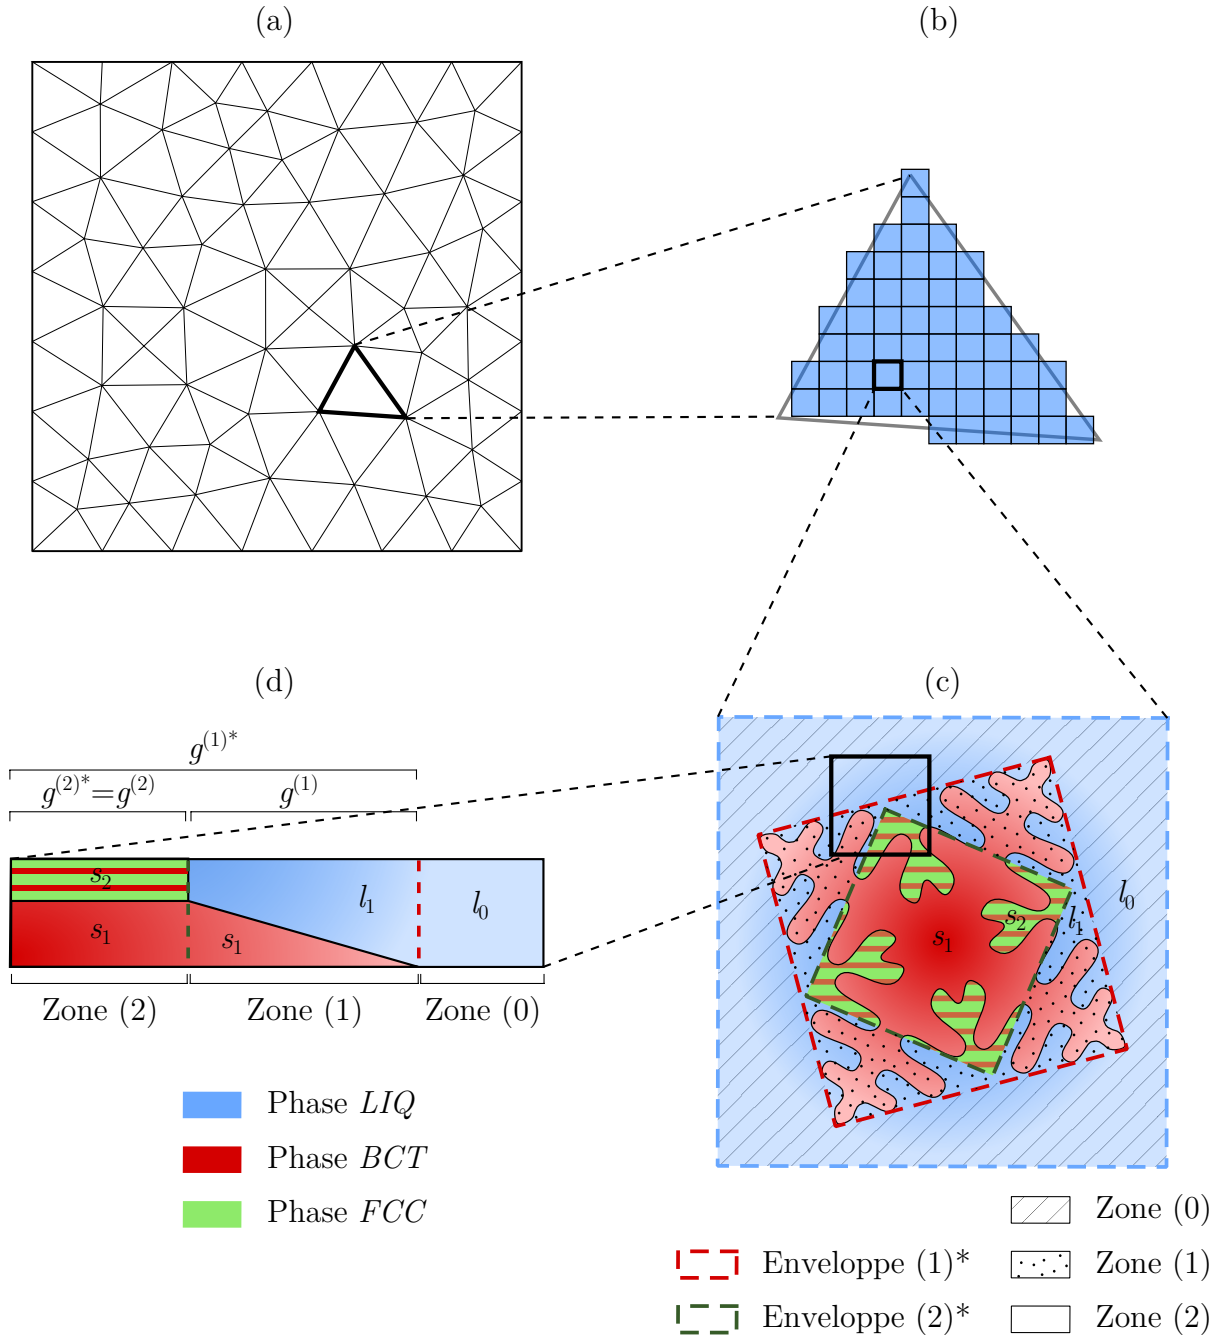 (a)
(b)
(d)
(c)
g^{(1)*}
g^{(2)*}=g^{(2)}
g^{(1)}
s_2
l_1
l_0
s_1
s_1
Zone (2)
Zone (1)
Zone (0)
l_0
s_2
l_1
s_1
Phase LIQ
Phase BCT
Phase FCC
Zone (0)
Enveloppe (1)*
Zone (1)
Enveloppe (2)*
Zone (2)